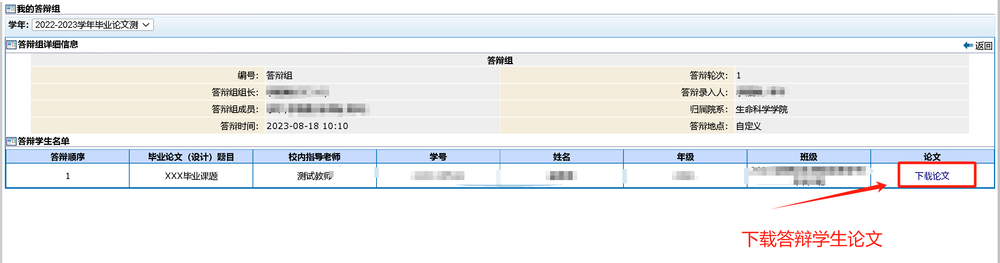 我的答辩组
学年: 2022-2023学年毕业论文测
答辩组详细信息 返回
答辩组
编号: 答辩组 答辩轮次: 1
答辩组组长: 答辩录入人:
答辩组成员: 归属院系: 生命科学学院
答辩时间: 2023-08-18 10:10 答辩地点: 自定义
答辩学生名单
答辩顺序 毕业论文（设计）题目 校内指导老师 学号 姓名 年级 班级 论文
1 XXX毕业课题 测试教师 下载论文
下载答辩学生论文